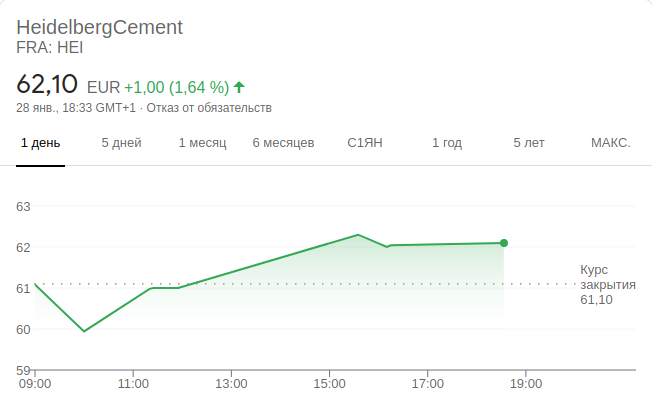 HeidelbergCement
FRA: HEI
62,10 EUR +1,00 (1,64 %)
28 янв., 18:33 GMT+1 · Отказ от обязательств
1 день 5 дней 1 месяц 6 месяцев С1ЯН 1 год 5 лет МАКС.
63
62
61
60
59
Курс
закрытия
61,10
09:00 11:00 13:00 15:00 17:00 19:00